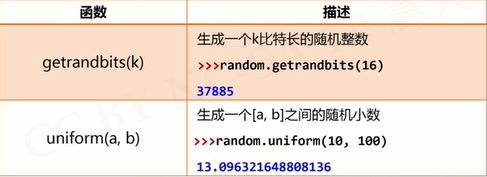 函数
描述
生成一个k比特长的随机整数
getrandbits(k)
>>>random.getrandbits(16)
37885
生成一个[a, b]之间的随机小数
uniform(a, b)
>>>random.uniform(10, 100)
13.096321648808136